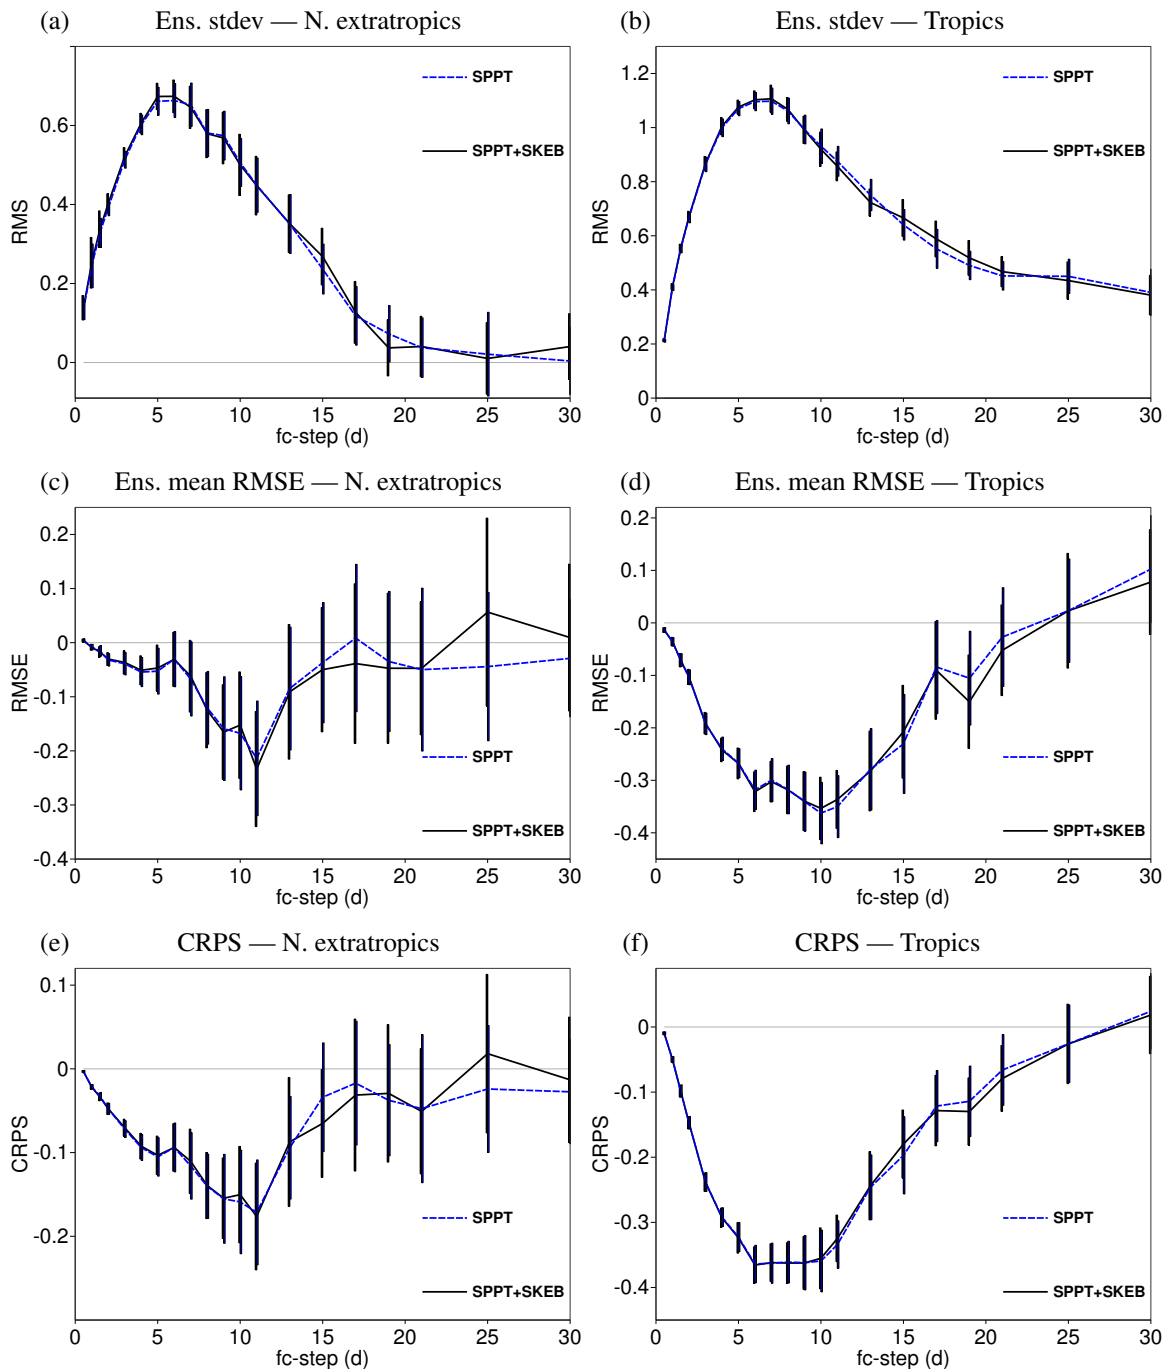 (a) Ens. stdev — N. extratropics
RMS
0.6
0.4
0.2
0
SPPT
SPPT+SKEB
0 5 10 15 20 25 30
fc-step (d)
(b) Ens. stdev — Tropics
RMS
1.2
1
0.8
0.6
0.4
0.2
0
SPPT
SPPT+SKEB
0 5 10 15 20 25 30
fc-step (d)
(c) Ens. mean RMSE — N. extratropics
RMSE
0.2
0.1
0
-0.1
-0.2
-0.3
-0.4
SPPT
SPPT+SKEB
0 5 10 15 20 25 30
fc-step (d)
(d) Ens. mean RMSE — Tropics
RMSE
0.2
0.1
0
-0.1
-0.2
-0.3
-0.4
SPPT
SPPT+SKEB
0 5 10 15 20 25 30
fc-step (d)
(e) CRPS — N. extratropics
CRPS
0.1
0
-0.1
-0.2
SPPT
SPPT+SKEB
0 5 10 15 20 25 30
fc-step (d)
(f) CRPS — Tropics
CRPS
0
-0.1
-0.2
-0.3
-0.4
SPPT
SPPT+SKEB
0 5 10 15 20 25 30
fc-step (d)